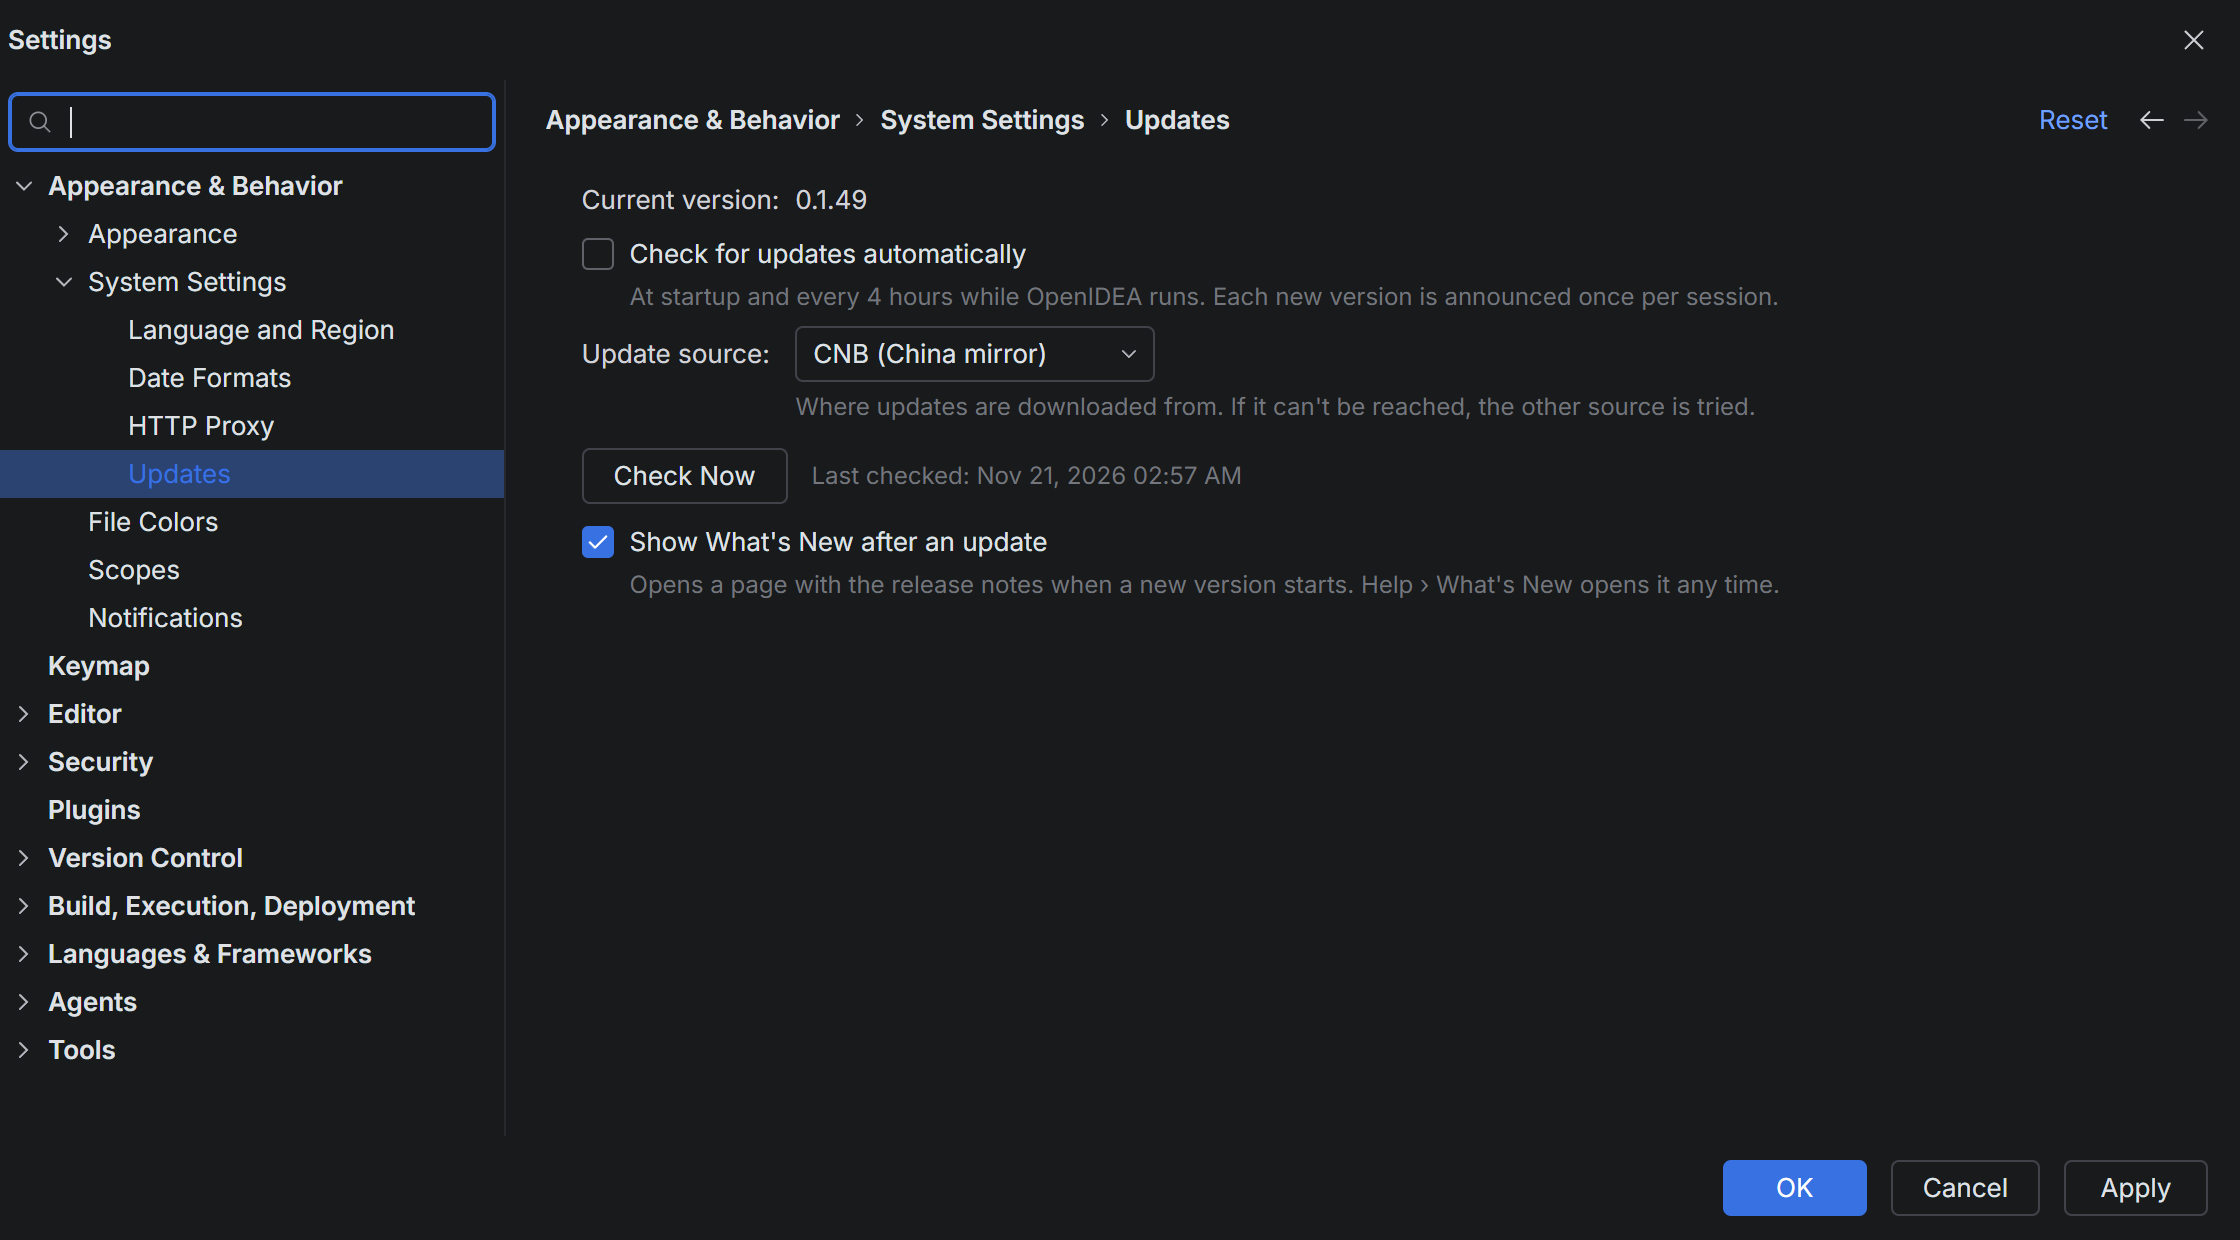 Settings
Appearance & Behavior › System Settings › Updates
Reset
Appearance & Behavior
Appearance
System Settings
Language and Region
Date Formats
HTTP Proxy
Updates
File Colors
Scopes
Notifications
Keymap
Editor
Security
Plugins
Version Control
Build, Execution, Deployment
Languages & Frameworks
Agents
Tools
Current version: 0.1.49
Check for updates automatically
At startup and every 4 hours while OpenIDEA runs. Each new version is announced once per session.
Update source: CNB (China mirror)
Where updates are downloaded from. If it can't be reached, the other source is tried.
Check Now Last checked: Nov 21, 2026 02:57 AM
Show What's New after an update
Opens a page with the release notes when a new version starts. Help › What's New opens it any time.
OK Cancel Apply